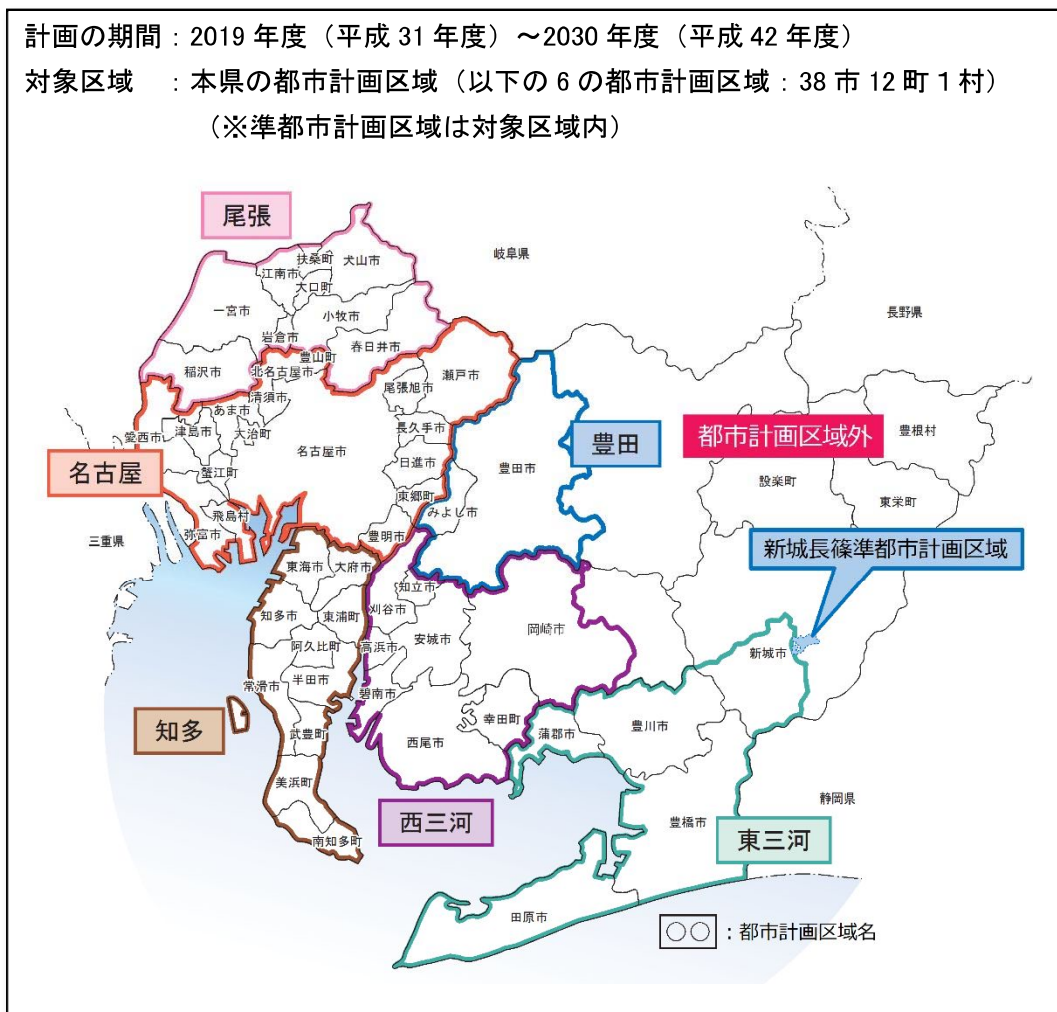 計画の期間：2019 年度（平成 31 年度）～2030 年度（平成 42 年度）
対象区域　：本県の都市計画区域（以下の 6 の都市計画区域：38 市 12 町 1 村）
（※準都市計画区域は対象区域内）
尾張
扶桑町
犬山市
岐阜県
江南市
大口町
一宮市
小牧市
長野県
岩倉市
春日井市
豊山町
稲沢市
北名古屋市
瀬戸市
尾張旭市
清須市
あま市
愛西市
津島市
大治町
長久手市
名古屋市
豊田
都市計画区域外
豊根村
名古屋
蟹江町
日進市
豊田市
設楽町
東栄町
東郷町
みよし市
飛島村
弥富市
豊明市
三重県
新城長篠準都市計画区域
東海市
大府市
知立市
知多市
東浦町
刈谷市
岡崎市
安城市
阿久比町
高浜市
新城市
常滑市
半田市
碧南市
知多
武豊町
西尾市
幸田町
蒲郡市
豊川市
美浜町
西三河
静岡県
豊橋市
東三河
南知多町
田原市
○○：都市計画区域名